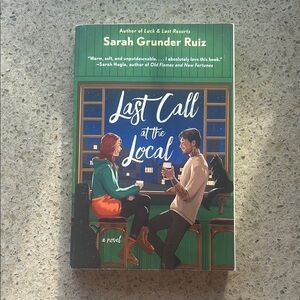 Author of Luck & Last Resorts
Sarah Grunder Ruiz
"Warm, soft, and unputdownable. . . . I absolutely love this book."
—Sarah Hogle, author of Old Flames and New Fortunes
Last Call
at the
Local
a novel